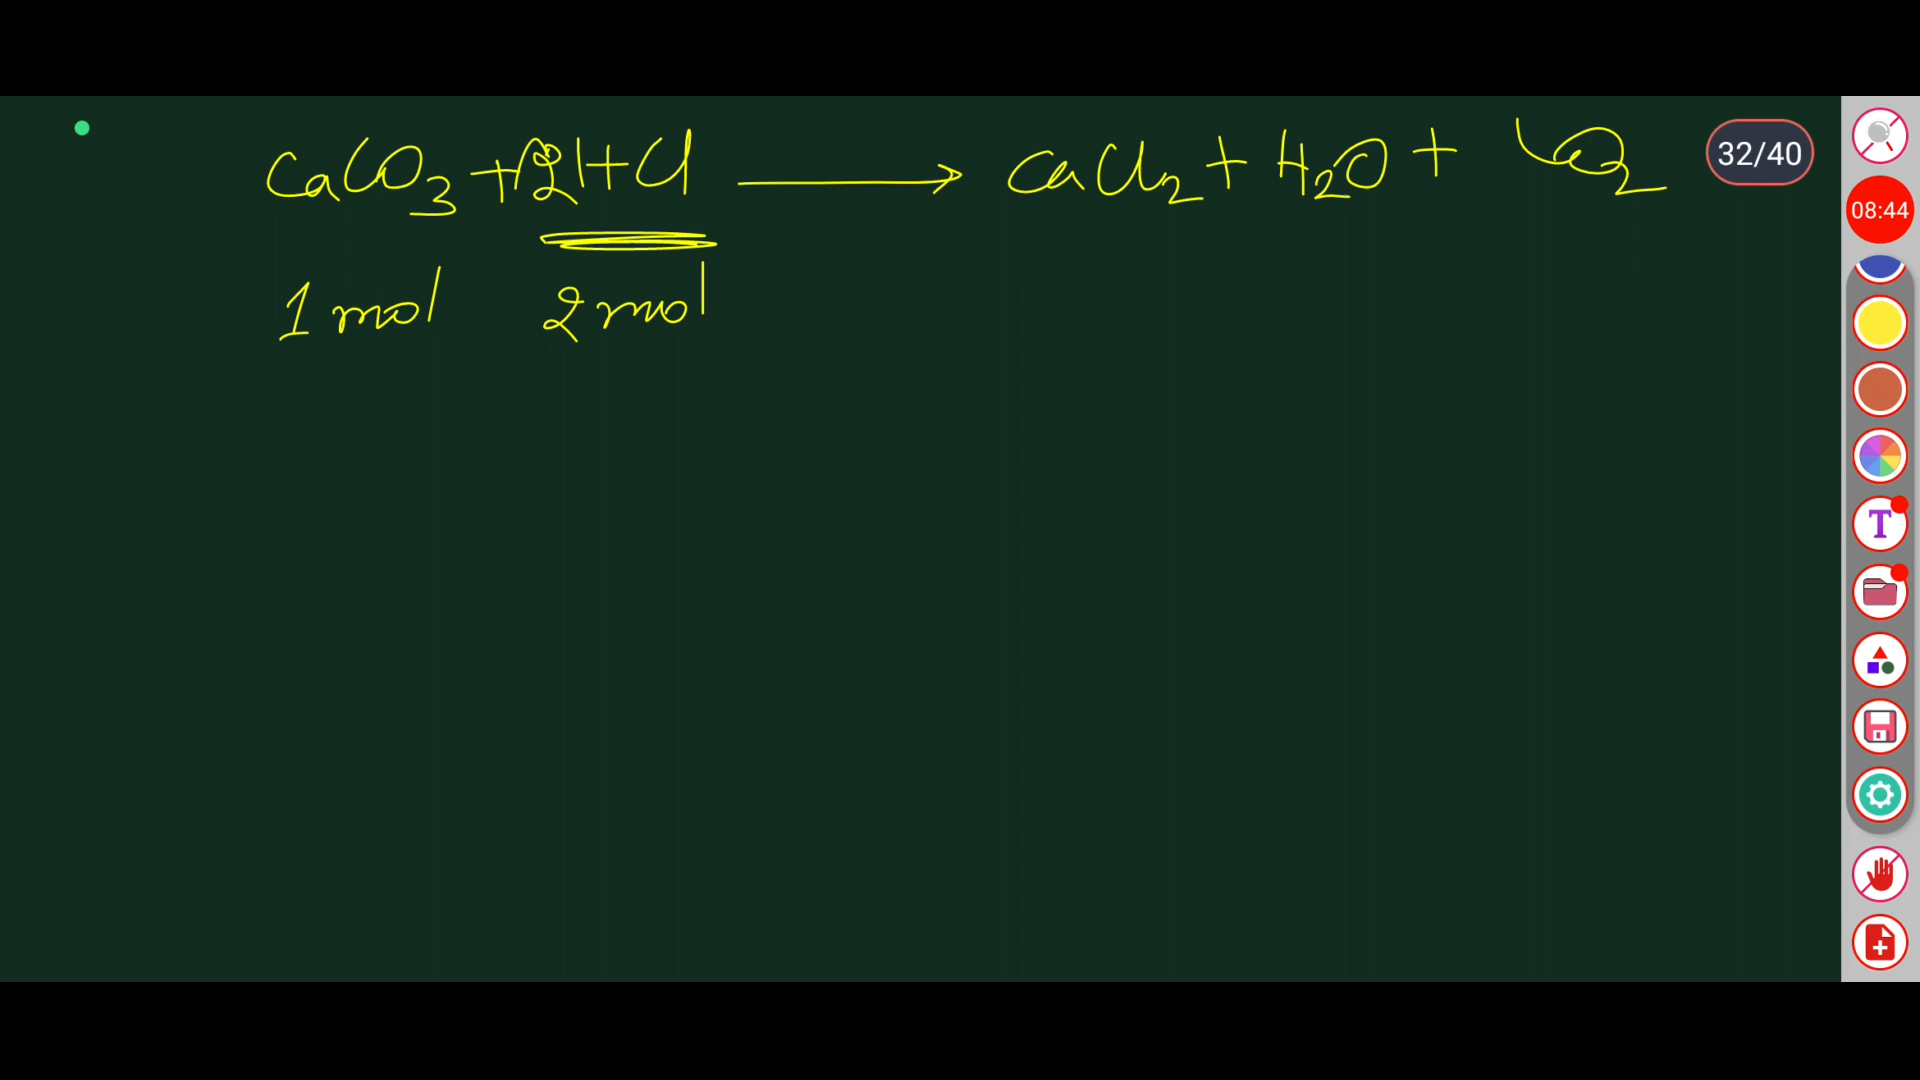 CaCO3 + 2HCl → CaCl2 + H2O + CO2
1 mol 2 mol
32/40
08:44
T